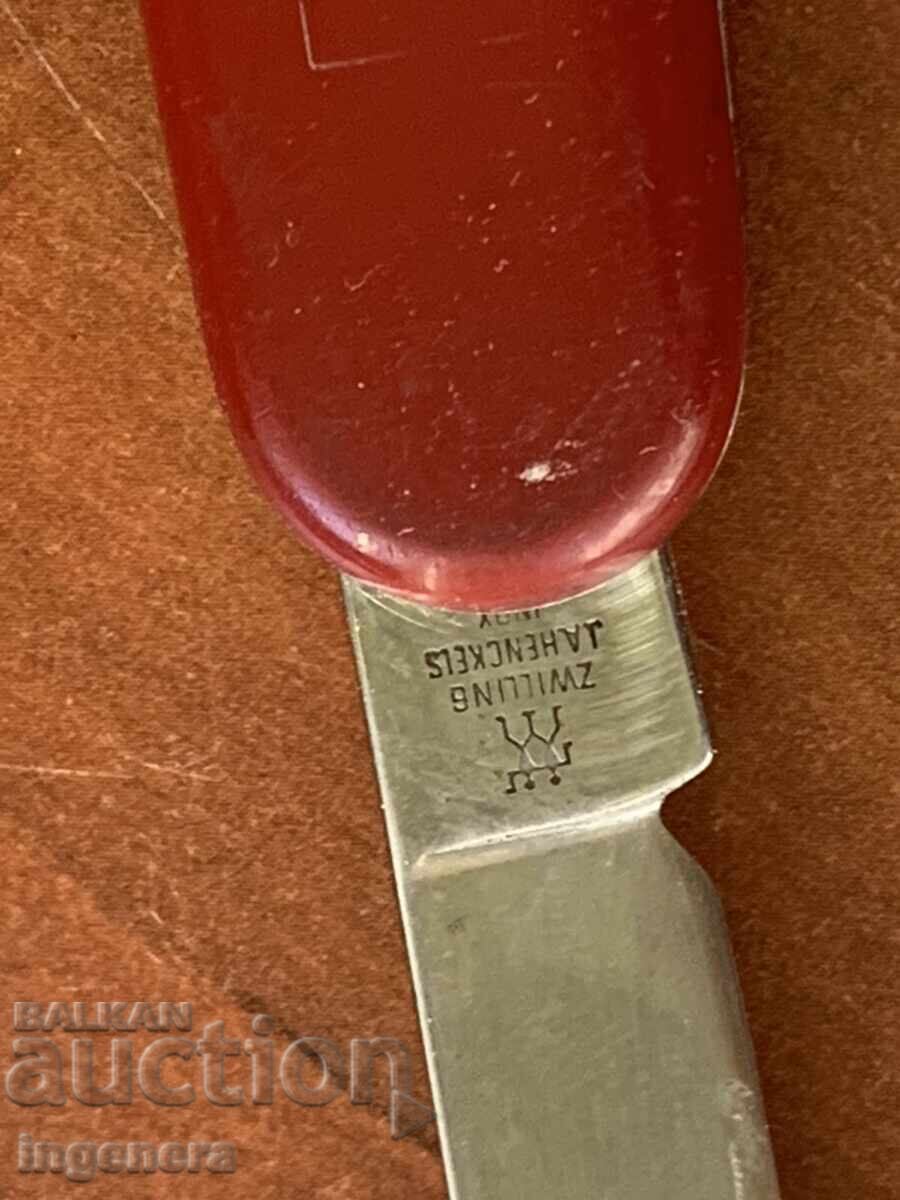 ZWILLING
J.A.HENCKELS
INOX
BALKAN
auction
ingenera